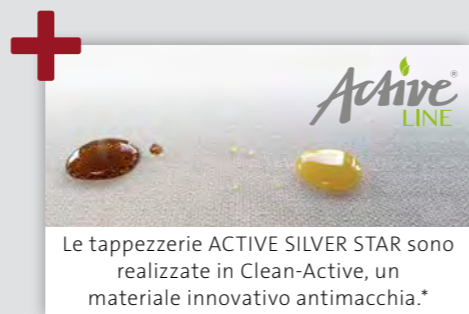 Active®
LINE
Le tappezzerie ACTIVE SILVER STAR sono
realizzate in Clean-Active, un
materiale innovativo antimacchia.*